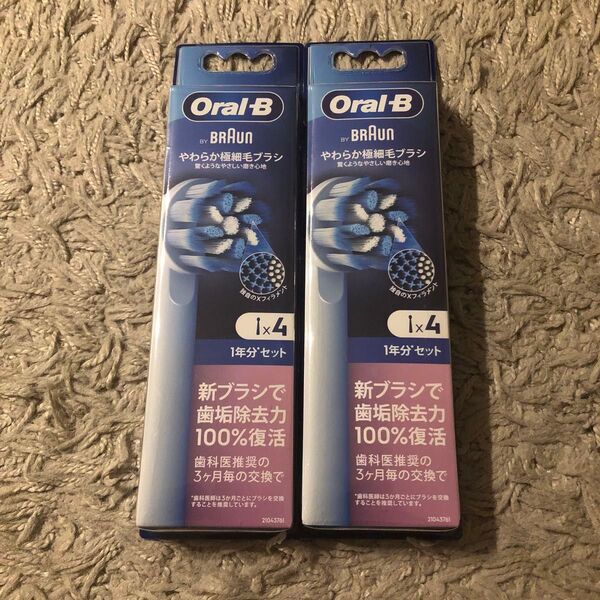 Oral-B
BY BRAUN
やわらか極細毛ブラシ
驚くようなやさしい磨き心地
独自のXフィラメント
x4
1年分*セット
新ブラシで
歯垢除去力
100%復活
歯科医推奨の
3ヶ月毎の交換で
*歯科医師は3か月ごとにブラシを交換
することを推奨しています。
21043761
Oral-B
BY BRAUN
やわらか極細毛ブラシ
驚くようなやさしい磨き心地
独自のXフィラメント
x4
1年分*セット
新ブラシで
歯垢除去力
100%復活
歯科医推奨の
3ヶ月毎の交換で
*歯科医師は3か月ごとにブラシを交換
することを推奨しています。
21043761